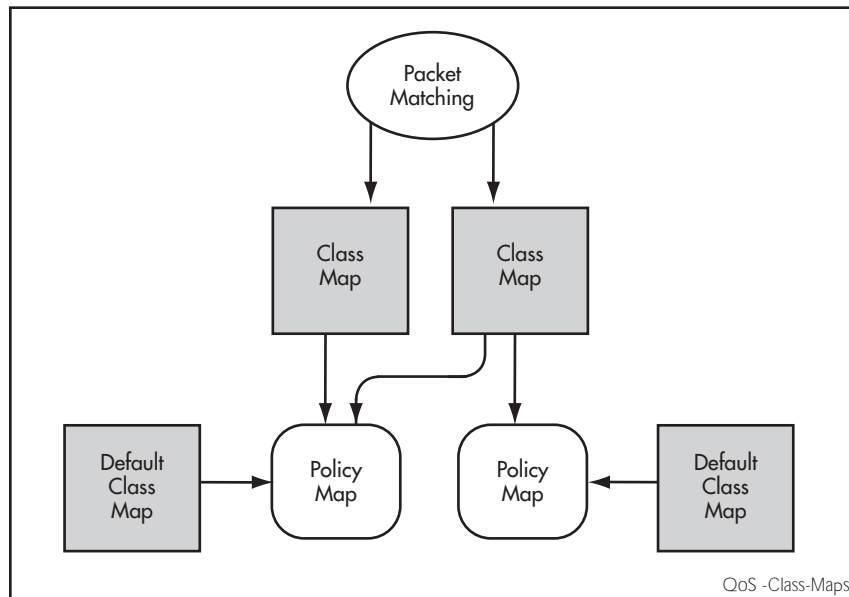 Packet
Matching
Class
Map
Class
Map
Default
Class
Map
Policy
Map
Policy
Map
Default
Class
Map
QoS -Class-Maps